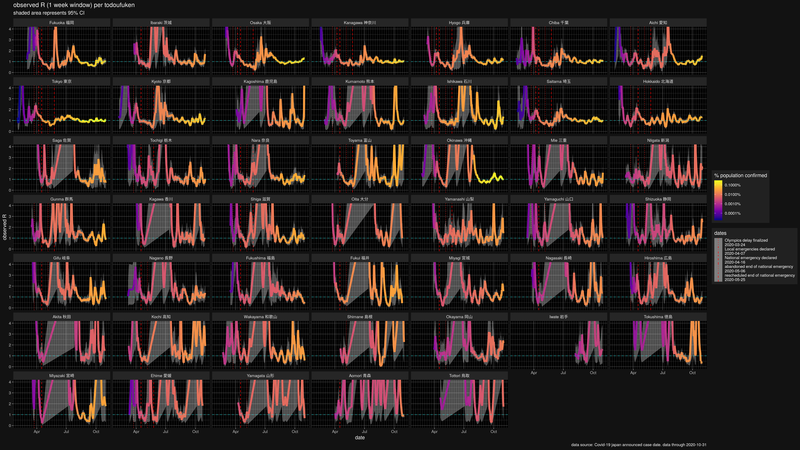 observed R (1 week window) per todoufuken
shaded area represents 95% CI
Fukuoka 福岡
Ibaraki 茨城
Osaka 大阪
Kanagawa 神奈川
Hyogo 兵庫
Chiba 千葉
Aichi 愛知
Tokyo 東京
Kyoto 京都
Kagoshima 鹿児島
Kumamoto 熊本
Ishikawa 石川
Saitama 埼玉
Hokkaido 北海道
Saga 佐賀
Tochigi 栃木
Nara 奈良
Toyama 富山
Okinawa 沖縄
Mie 三重
Niigata 新潟
Gunma 群馬
Kagawa 香川
Shiga 滋賀
Oita 大分
Yamanashi 山梨
Yamaguchi 山口
Shizuoka 静岡
Gifu 岐阜
Nagano 長野
Fukushima 福島
Fukui 福井
Miyagi 宮城
Nagasaki 長崎
Hiroshima 広島
Akita 秋田
Kochi 高知
Wakayama 和歌山
Shimane 島根
Okayama 岡山
Iwate 岩手
Tokushima 徳島
Miyazaki 宮崎
Ehime 愛媛
Yamagata 山形
Aomori 青森
Tottori 鳥取
observed R
Apr Jul Oct
date
% population confirmed
0.1000%
0.0100%
0.0010%
0.0001%
dates
Olympics delay finalized
2020-03-24
Local emergencies declared
2020-04-07
National emergency declared
2020-04-16
abandoned end of national emergency
2020-05-06
rescheduled end of national emergency
2020-05-25
data source: Covid-19 japan announced case date. data through 2020-10-31